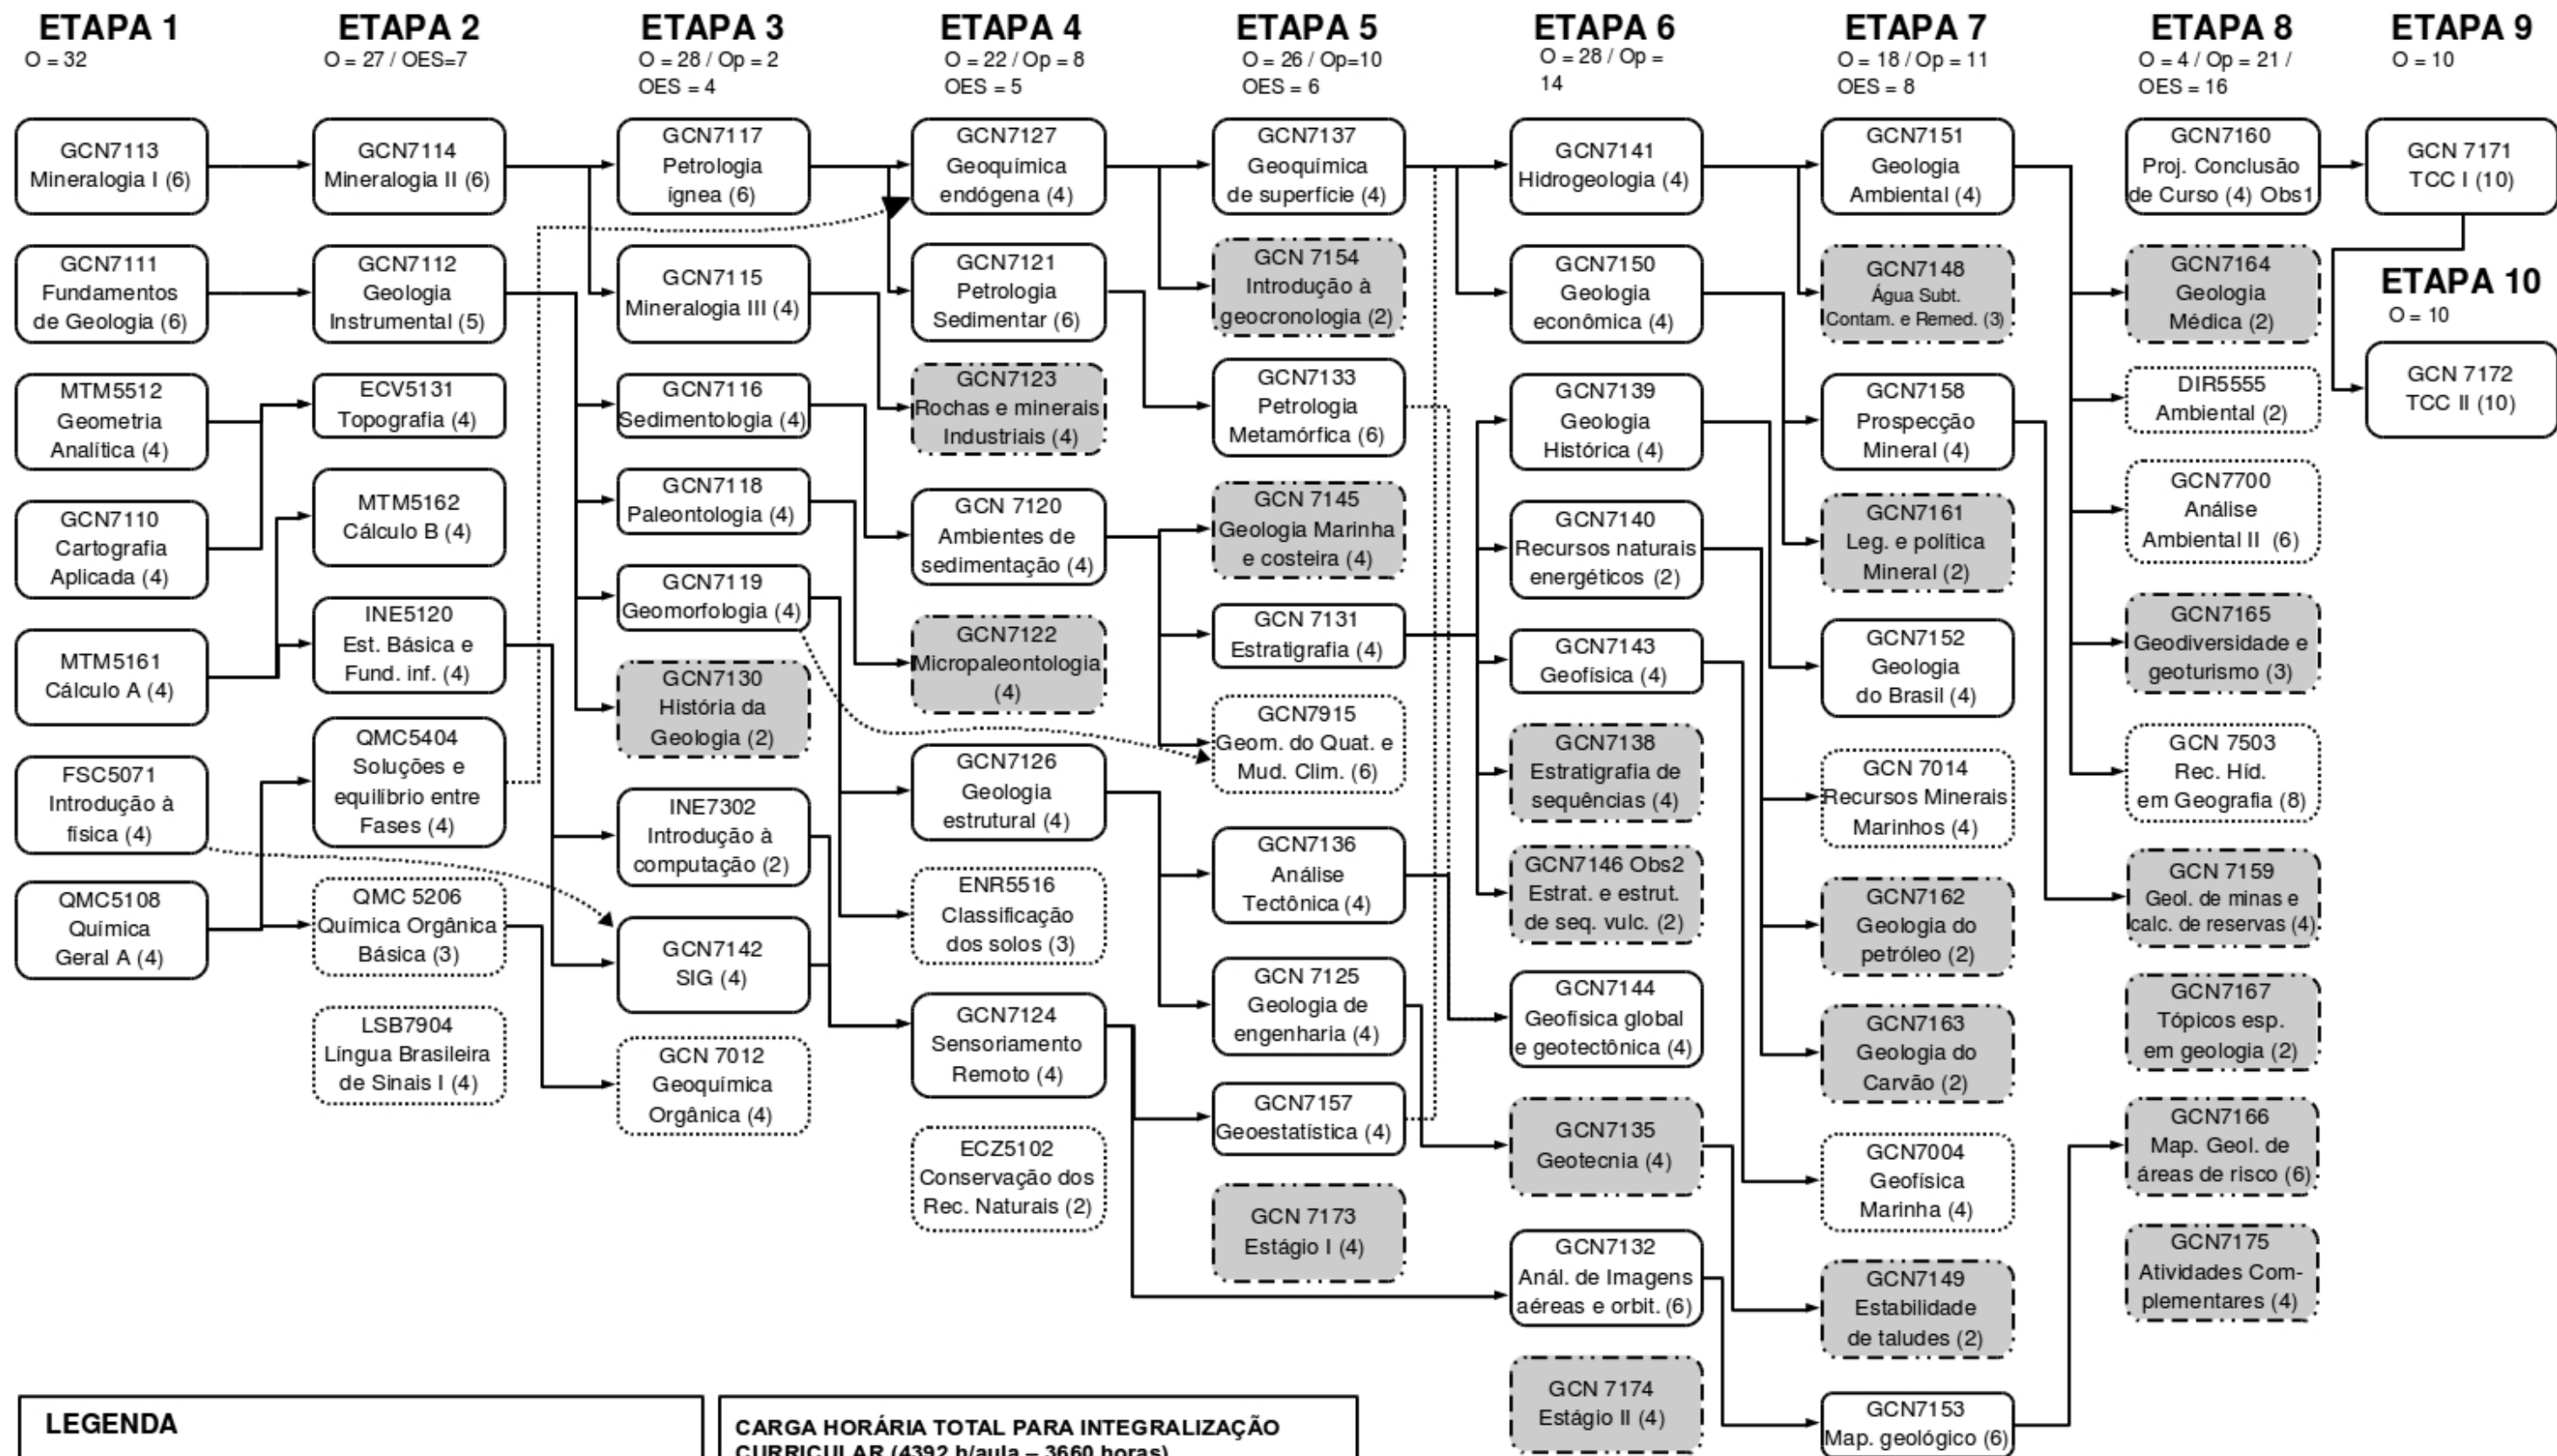 ETAPA 1
O = 32
GCN7113
Mineralogia I (6)
GCN7111
Fundamentos
de Geologia (6)
MTM5512
Geometria
Analítica (4)
GCN7110
Cartografia
Aplicada (4)
MTM5161
Cálculo A (4)
FSC5071
Introdução à
física (4)
QMC5108
Química
Geral A (4)
ETAPA 2
O = 27 / OES=7
GCN7114
Mineralogia II (6)
GCN7112
Geologia
Instrumental (5)
ECV5131
Topografia (4)
MTM5162
Cálculo B (4)
INE5120
Est. Básica e
Fund. inf. (4)
QMC5404
Soluções e
equilíbrio entre
Fases (4)
QMC 5206
Química Orgânica
Básica (3)
LSB7904
Língua Brasileira
de Sinais I (4)
ETAPA 3
O = 28 / Op = 2
OES = 4
GCN7117
Petrologia
ígnea (6)
GCN7115
Mineralogia III (4)
GCN7116
Sedimentologia (4)
GCN7118
Paleontologia (4)
GCN7119
Geomorfologia (4)
GCN7130
História da
Geologia (2)
INE7302
Introdução à
computação (2)
GCN7142
SIG (4)
GCN 7012
Geoquímica
Orgânica (4)
ETAPA 4
O = 22 / Op = 8
OES = 5
GCN7127
Geoquímica
endógena (4)
GCN7121
Petrologia
Sedimentar (6)
GCN7123
Rochas e minerais
Industriais (4)
GCN 7120
Ambientes de
sedimentação (4)
GCN7122
Micropaleontologia
(4)
GCN7126
Geologia
estrutural (4)
ENR5516
Classificação
dos solos (3)
GCN7124
Sensoriamento
Remoto (4)
ECZ5102
Conservação dos
Rec. Naturais (2)
ETAPA 5
O = 26 / Op=10
OES = 6
GCN7137
Geoquímica
de superfície (4)
GCN 7154
Introdução à
geocronologia (2)
GCN7133
Petrologia
Metamórfica (6)
GCN 7145
Geologia Marinha
e costeira (4)
GCN 7131
Estratigrafia (4)
GCN7915
Geom. do Quat. e
Mud. Clim. (6)
GCN7136
Análise
Tectônica (4)
GCN 7125
Geologia de
engenharia (4)
GCN7157
Geoestatística (4)
GCN 7173
Estágio I (4)
ETAPA 6
O = 28 / Op =
14
GCN7141
Hidrogeologia (4)
GCN7150
Geologia
econômica (4)
GCN7139
Geologia
Histórica (4)
GCN7140
Recursos naturais
energéticos (2)
GCN7143
Geofísica (4)
GCN7138
Estratigrafia de
sequências (4)
GCN7146 Obs2
Estrat. e estrut.
de seq. vulc. (2)
GCN7144
Geofísica global
e geotectônica (4)
GCN7135
Geotecnia (4)
GCN7132
Anál. de Imagens
aéreas e orbit. (6)
GCN 7174
Estágio II (4)
ETAPA 7
O = 18 / Op = 11
OES = 8
GCN7151
Geologia
Ambiental (4)
GCN7148
Água Subt.
Contam. e Remed. (3)
GCN7158
Prospecção
Mineral (4)
GCN7161
Leg. e política
Mineral (2)
GCN7152
Geologia
do Brasil (4)
GCN 7014
Recursos Minerais
Marinhos (4)
GCN7162
Geologia do
petróleo (2)
GCN7163
Geologia do
Carvão (2)
GCN7004
Geofísica
Marinha (4)
GCN7149
Estabilidade
de taludes (2)
GCN7153
Map. geológico (6)
ETAPA 8
O = 4 / Op = 21 /
OES = 16
GCN7160
Proj. Conclusão
de Curso (4) Obs1
GCN7164
Geologia
Médica (2)
DIR5555
Ambiental (2)
GCN7700
Análise
Ambiental II (6)
GCN7165
Geodiversidade e
geoturismo (3)
GCN 7503
Rec. Híd.
em Geografia (8)
GCN 7159
Geol. de minas e
calc. de reservas (4)
GCN7167
Tópicos esp.
em geologia (2)
GCN7166
Map. Geol. de
áreas de risco (6)
GCN7175
Atividades Com-
plementares (4)
ETAPA 9
O = 10
GCN 7171
TCC I (10)
ETAPA 10
O = 10
GCN 7172
TCC II (10)
LEGENDA
CARGA HORÁRIA TOTAL PARA INTEGRALIZAÇÃO
CURRICULAR (4392 h/aula – 3660 horas)